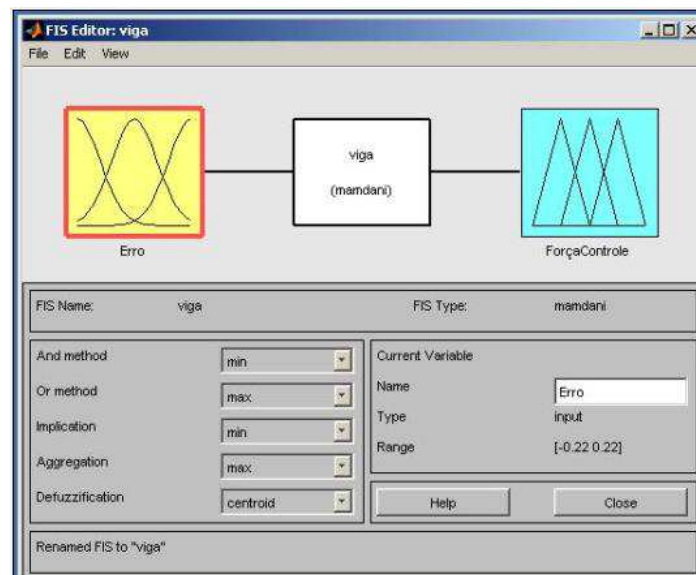 FIS Editor: viga
File Edit View
viga
(mamdani)
Erro
ForçaControle
FIS Name: viga FIS Type: mamdani
And method min
Or method max
Implication min
Aggregation max
Defuzzification centroid
Current Variable
Name Erro
Type input
Range [-0.22 0.22]
Help Close
Renamed FIS to "viga"